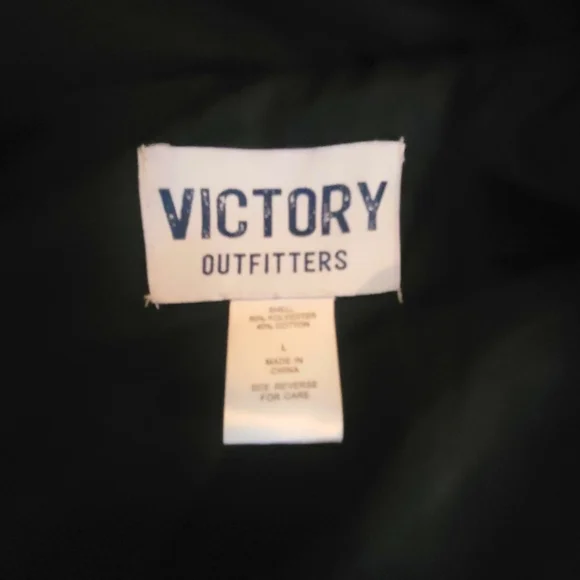 VICTORY
OUTFITTERS
SHELL
60% POLYESTER
40% COTTON
L
MADE IN
CHINA
SEE REVERSE
FOR CARE